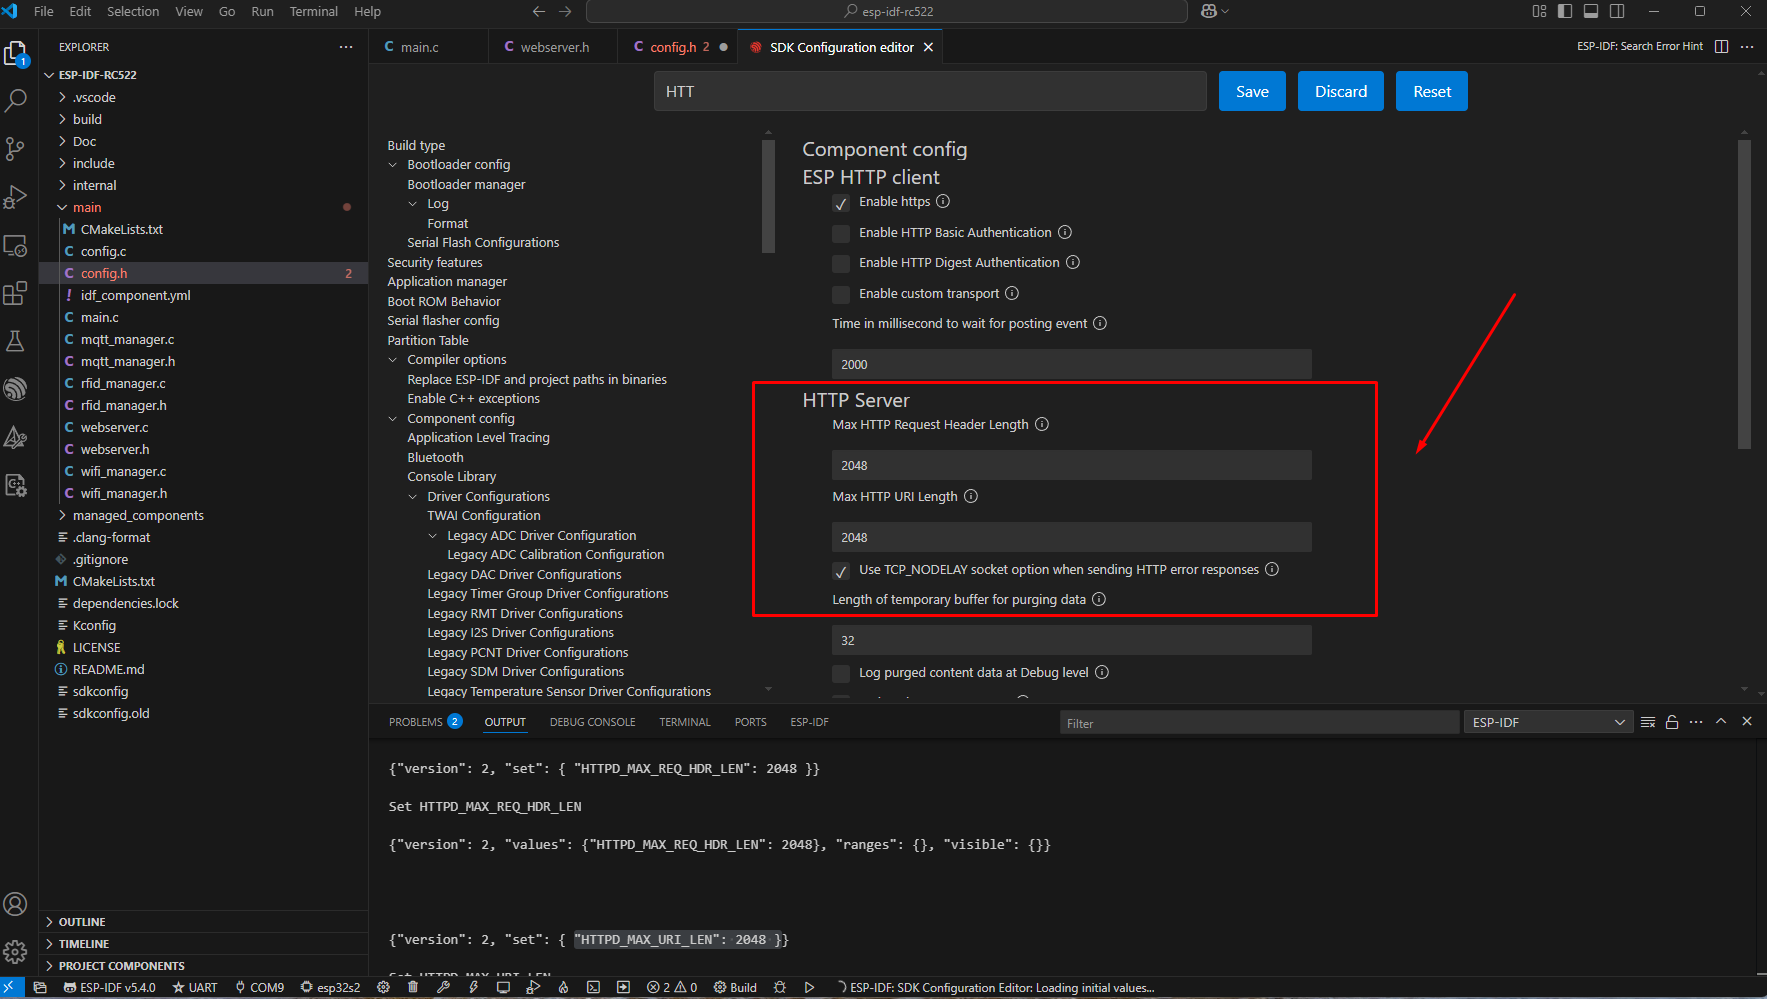 File Edit Selection View Go Run Terminal Help
esp-idf-rc522
EXPLORER
ESP-IDF-RC522
.vscode
build
Doc
include
internal
main
CMakeLists.txt
config.c
config.h 2
idf_component.yml
main.c
mqtt_manager.c
mqtt_manager.h
rfid_manager.c
rfid_manager.h
webserver.c
webserver.h
wifi_manager.c
wifi_manager.h
managed_components
.clang-format
.gitignore
CMakeLists.txt
dependencies.lock
Kconfig
LICENSE
README.md
sdkconfig
sdkconfig.old
OUTLINE
TIMELINE
PROJECT COMPONENTS
1
main.c
webserver.h
config.h 2
SDK Configuration editor
ESP-IDF: Search Error Hint
HTT
Save
Discard
Reset
Build type
Bootloader config
Bootloader manager
Log
Format
Serial Flash Configurations
Security features
Application manager
Boot ROM Behavior
Serial flasher config
Partition Table
Compiler options
Replace ESP-IDF and project paths in binaries
Enable C++ exceptions
Component config
Application Level Tracing
Bluetooth
Console Library
Driver Configurations
TWAI Configuration
Legacy ADC Driver Configuration
Legacy ADC Calibration Configuration
Legacy DAC Driver Configurations
Legacy Timer Group Driver Configurations
Legacy RMT Driver Configurations
Legacy I2S Driver Configurations
Legacy PCNT Driver Configurations
Legacy SDM Driver Configurations
Legacy Temperature Sensor Driver Configurations
Component config
ESP HTTP client
Enable https
Enable HTTP Basic Authentication
Enable HTTP Digest Authentication
Enable custom transport
Time in millisecond to wait for posting event
2000
HTTP Server
Max HTTP Request Header Length
2048
Max HTTP URI Length
2048
Use TCP_NODELAY socket option when sending HTTP error responses
Length of temporary buffer for purging data
32
Log purged content data at Debug level
PROBLEMS 2 OUTPUT DEBUG CONSOLE TERMINAL PORTS ESP-IDF
Filter
ESP-IDF
{"version": 2, "set": { "HTTPD_MAX_REQ_HDR_LEN": 2048 }}
Set HTTPD_MAX_REQ_HDR_LEN
{"version": 2, "values": {"HTTPD_MAX_REQ_HDR_LEN": 2048}, "ranges": {}, "visible": {}}
{"version": 2, "set": { "HTTPD_MAX_URI_LEN": 2048 }}
Set HTTPD_MAX_URI_LEN
ESP-IDF v5.4.0 UART COM9 esp32s2 2 0 Build ESP-IDF: SDK Configuration Editor: Loading initial values...